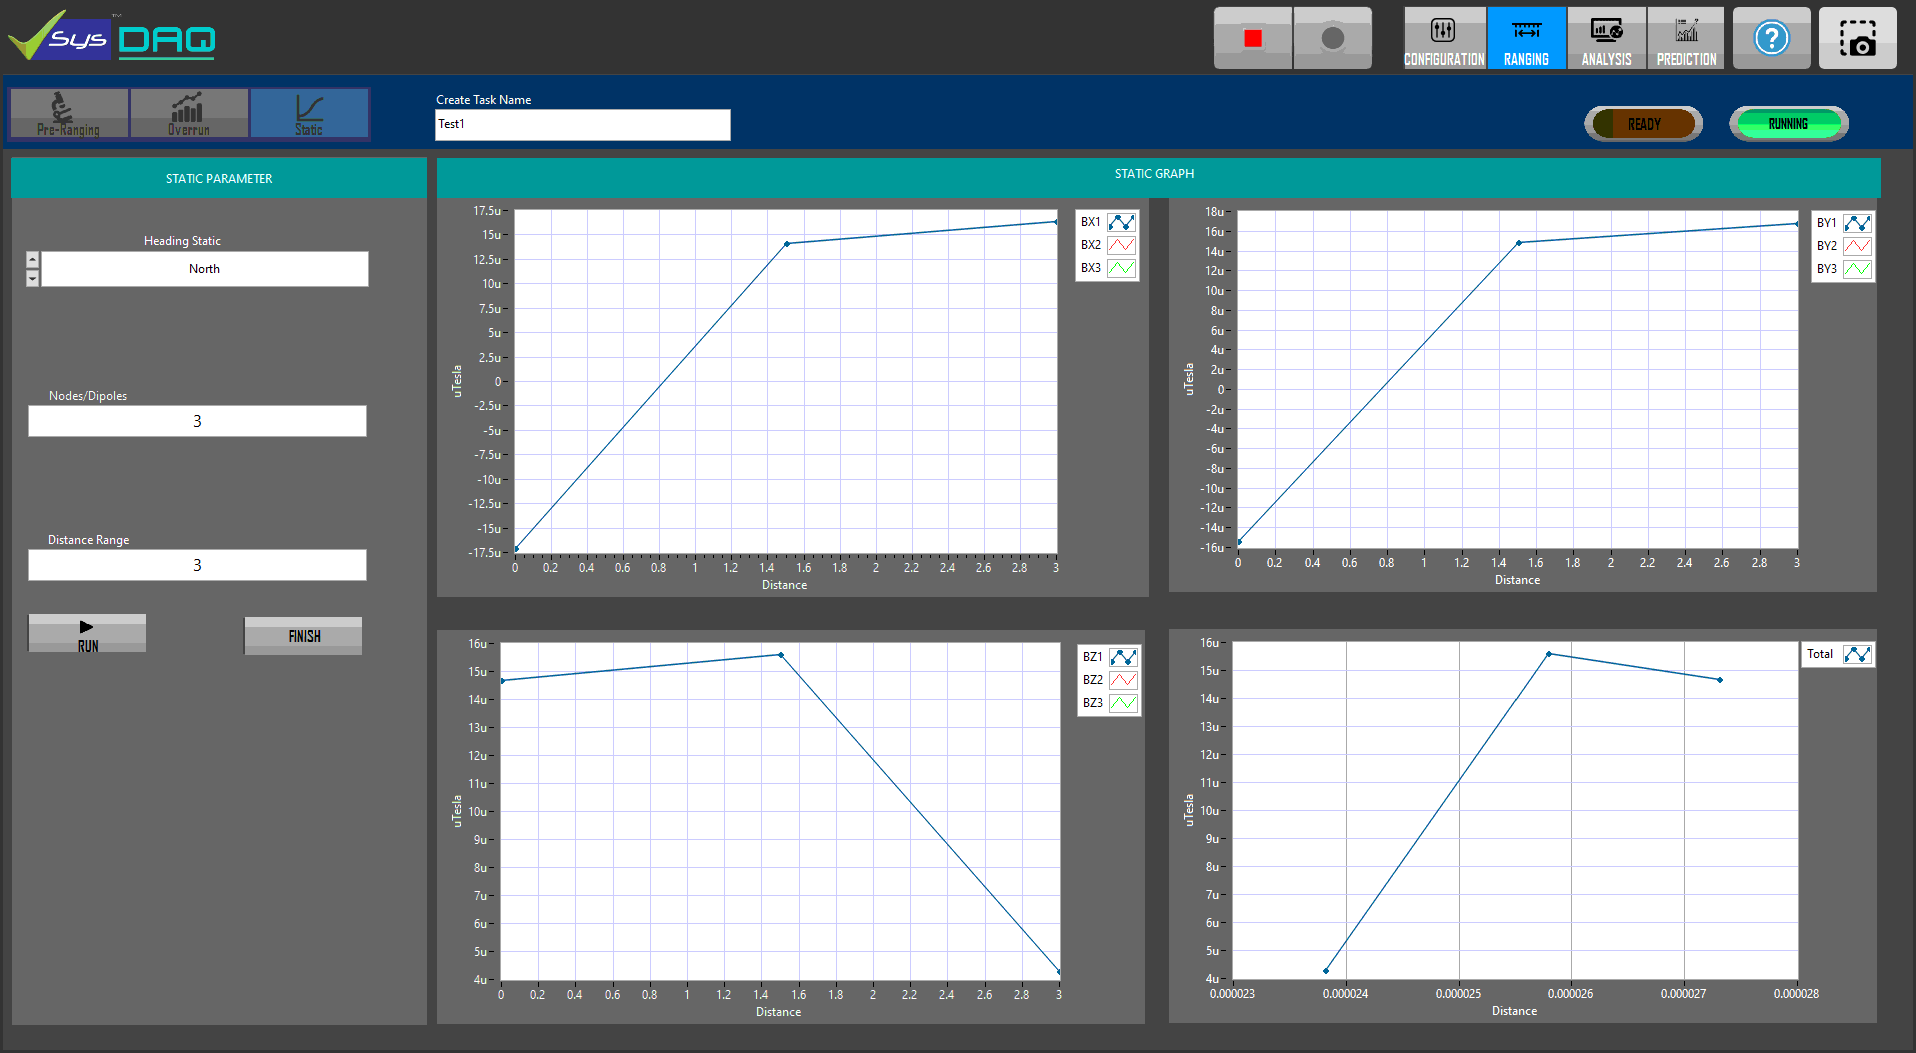 Sys™ DAQ
CONFIGURATION RANGING ANALYSIS PREDICTION ?
Pre-Ranging Overrun Static
Create Task Name
Test1
READY RUNNING
STATIC PARAMETER
Heading Static
North
Nodes/Dipoles
3
Distance Range
3
RUN FINISH
STATIC GRAPH
17.5u
15u
12.5u
10u
7.5u
5u
2.5u
0
-2.5u
-5u
-7.5u
-10u
-12.5u
-15u
-17.5u
uTesla
0 0.2 0.4 0.6 0.8 1 1.2 1.4 1.6 1.8 2 2.2 2.4 2.6 2.8 3
Distance
BX1
BX2
BX3
18u
16u
14u
12u
10u
8u
6u
4u
2u
0
-2u
-4u
-6u
-8u
-10u
-12u
-14u
-16u
uTesla
0 0.2 0.4 0.6 0.8 1 1.2 1.4 1.6 1.8 2 2.2 2.4 2.6 2.8 3
Distance
BY1
BY2
BY3
16u
15u
14u
13u
12u
11u
10u
9u
8u
7u
6u
5u
4u
uTesla
0 0.2 0.4 0.6 0.8 1 1.2 1.4 1.6 1.8 2 2.2 2.4 2.6 2.8 3
Distance
BZ1
BZ2
BZ3
16u
15u
14u
13u
12u
11u
10u
9u
8u
7u
6u
5u
4u
uTesla
0.000023 0.000024 0.000025 0.000026 0.000027 0.000028
Distance
Total